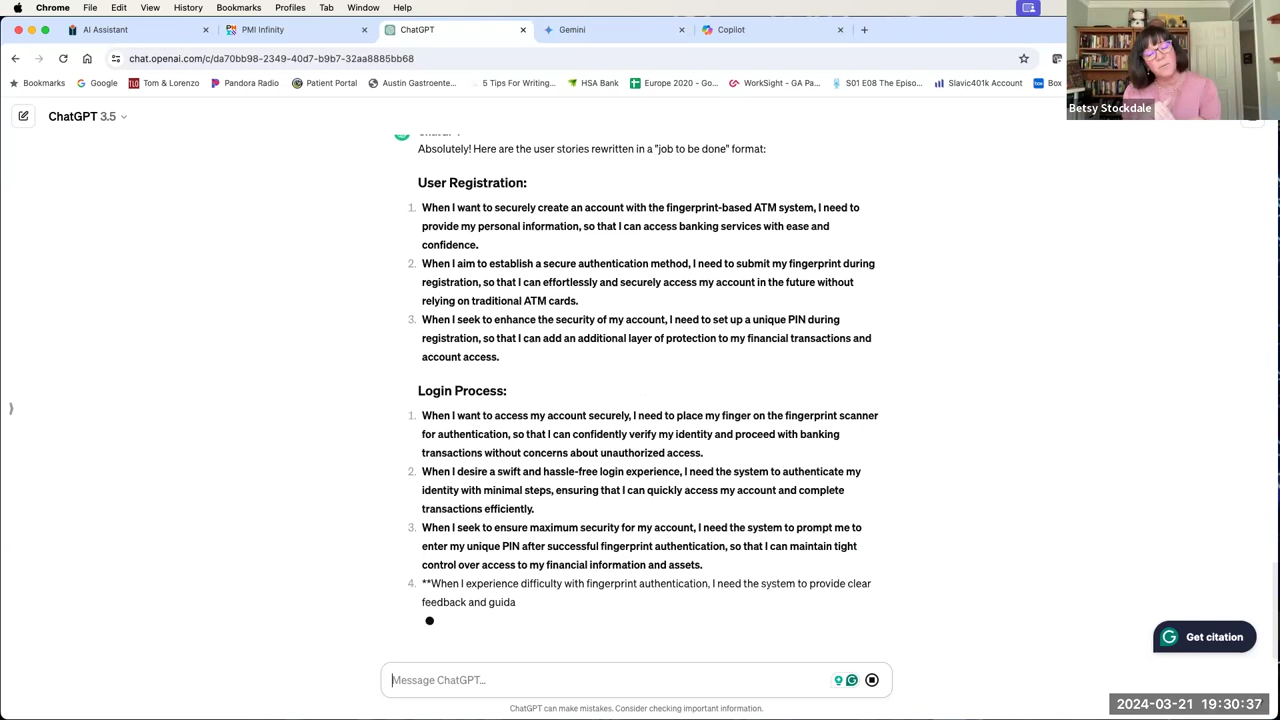 Chrome File Edit View History Bookmarks Profiles Tab Window Help
AI Assistant PMI Infinity ChatGPT Gemini Copilot
chat.openai.com/c/da70bb98-2349-40d7-b9b7-32aa8885bb68
Bookmarks Google Tom & Lorenzo Pandora Radio Patient Portal Austin Gastroente... 5 Tips For Writing... HSA Bank Europe 2020 - Go... WorkSight - GA Pa... S01 E08 The Episo... Slavic401k Account Box
Betsy Stockdale
ChatGPT 3.5
Absolutely! Here are the user stories rewritten in a "job to be done" format:
User Registration:
1. When I want to securely create an account with the fingerprint-based ATM system, I need to
provide my personal information, so that I can access banking services with ease and
confidence.
2. When I aim to establish a secure authentication method, I need to submit my fingerprint during
registration, so that I can effortlessly and securely access my account in the future without
relying on traditional ATM cards.
3. When I seek to enhance the security of my account, I need to set up a unique PIN during
registration, so that I can add an additional layer of protection to my financial transactions and
account access.
Login Process:
1. When I want to access my account securely, I need to place my finger on the fingerprint scanner
for authentication, so that I can confidently verify my identity and proceed with banking
transactions without concerns about unauthorized access.
2. When I desire a swift and hassle-free login experience, I need the system to authenticate my
identity with minimal steps, ensuring that I can quickly access my account and complete
transactions efficiently.
3. When I seek to ensure maximum security for my account, I need the system to prompt me to
enter my unique PIN after successful fingerprint authentication, so that I can maintain tight
control over access to my financial information and assets.
4. **When I experience difficulty with fingerprint authentication, I need the system to provide clear
feedback and guida
Get citation
Message ChatGPT...
ChatGPT can make mistakes. Consider checking important information.
2024-03-21 19:30:37